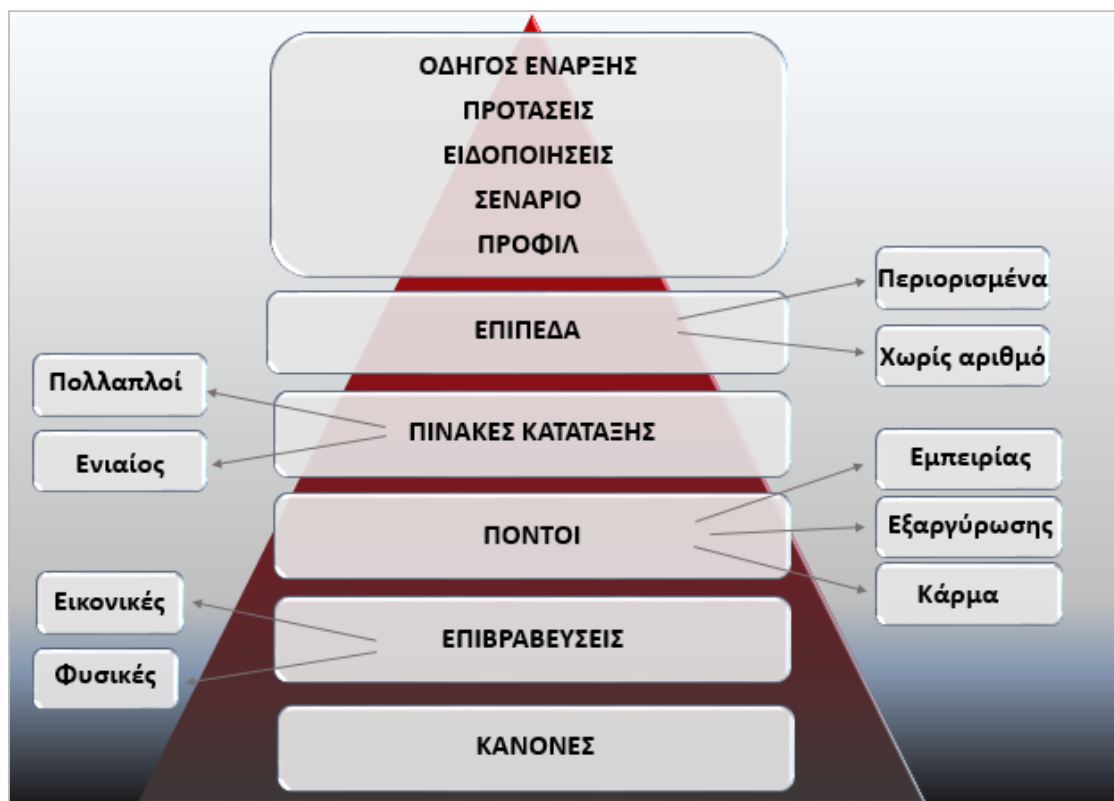 ΟΔΗΓΟΣ ΕΝΑΡΞΗΣ
ΠΡΟΤΑΣΕΙΣ
ΕΙΔΟΠΟΙΗΣΕΙΣ
ΣΕΝΑΡΙΟ
ΠΡΟΦΙΛ
ΕΠΙΠΕΔΑ
Περιορισμένα
Χωρίς αριθμό
ΠΙΝΑΚΕΣ ΚΑΤΑΤΑΞΗΣ
Πολλαπλοί
Ενιαίος
ΠΟΝΤΟΙ
Εμπειρίας
Εξαργύρωσης
Κάρμα
ΕΠΙΒΡΑΒΕΥΣΕΙΣ
Εικονικές
Φυσικές
ΚΑΝΟΝΕΣ